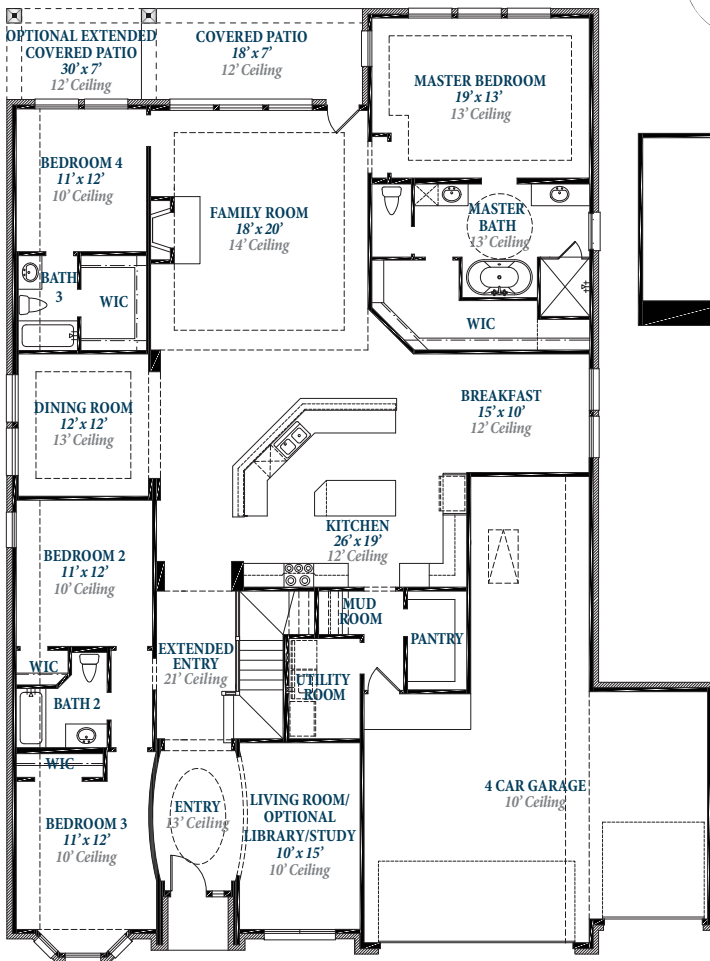 OPTIONAL EXTENDED
COVERED PATIO
30' x 7'
12' Ceiling
COVERED PATIO
18' x 7'
12' Ceiling
MASTER BEDROOM
19' x 13'
13' Ceiling
BEDROOM 4
11' x 12'
10' Ceiling
FAMILY ROOM
18' x 20'
14' Ceiling
MASTER
BATH
13' Ceiling
BATH
3
WIC
WIC
DINING ROOM
12' x 12'
13' Ceiling
BREAKFAST
15' x 10'
12' Ceiling
KITCHEN
26' x 19'
12' Ceiling
BEDROOM 2
11' x 12'
10' Ceiling
MUD
ROOM
PANTRY
EXTENDED
ENTRY
21' Ceiling
UTILITY
ROOM
WIC
BATH 2
WIC
BEDROOM 3
11' x 12'
10' Ceiling
ENTRY
13' Ceiling
LIVING ROOM/
OPTIONAL
LIBRARY/STUDY
10' x 15'
10' Ceiling
4 CAR GARAGE
10' Ceiling